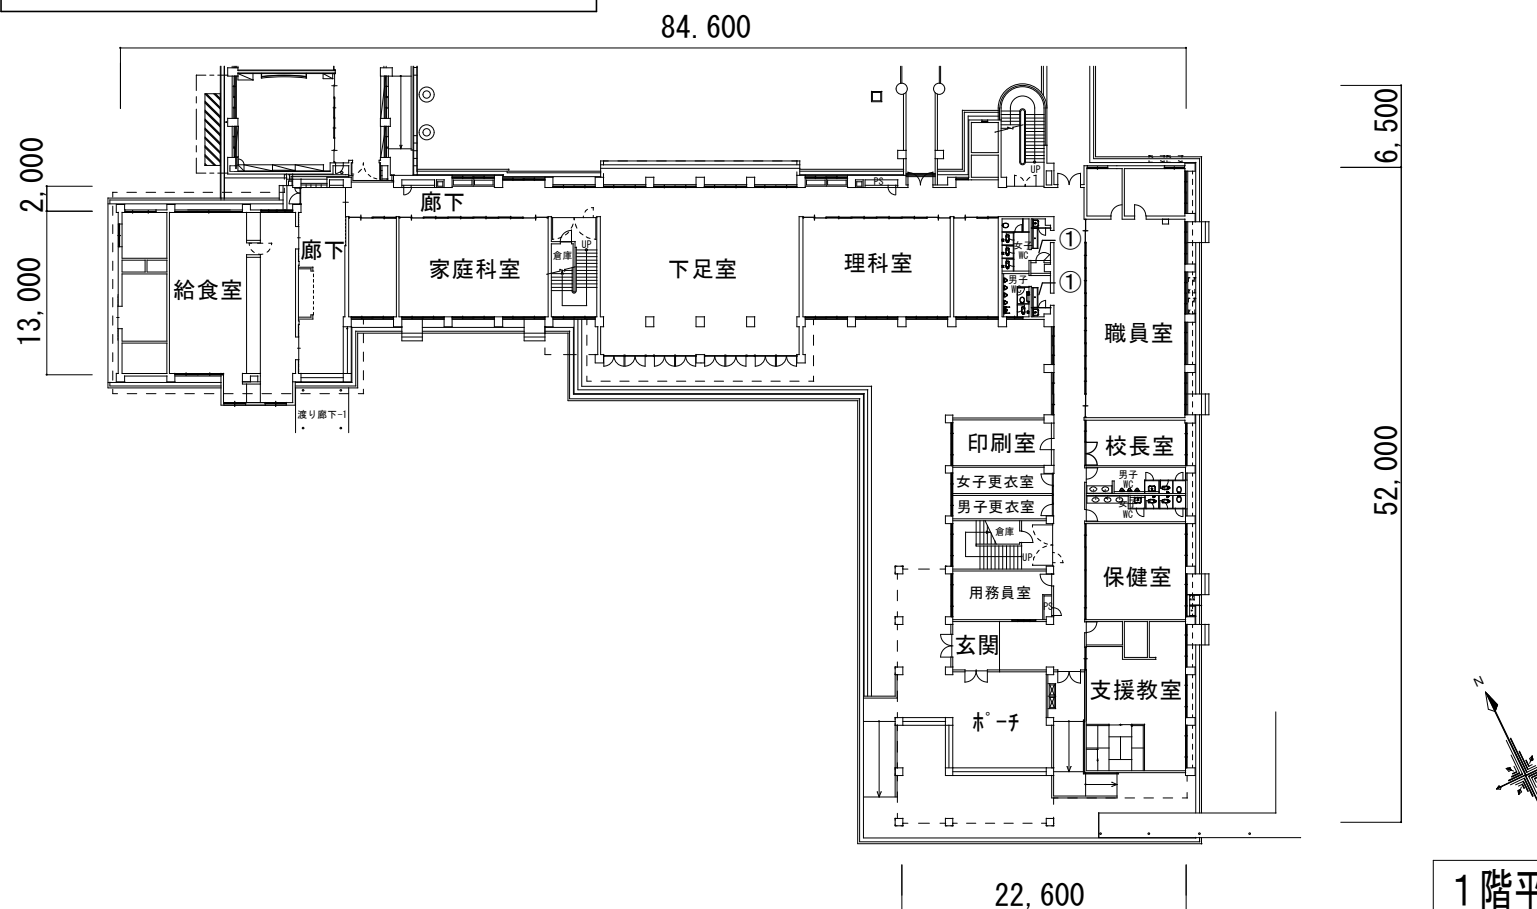 84.600
6,500
2,000
PS
UP
廊下
廊下
家庭科室
倉庫
UP
下足室
理科室
女子
WC
①
男子
WC
①
給食室
13,000
職員室
渡り廊下-1
印刷室
校長室
女子更衣室
男子
WC
男子更衣室
女子
WC
倉庫
UP
52,000
保健室
用務員室
PS
玄関
支援教室
ポーチ
N
22,600
1階平